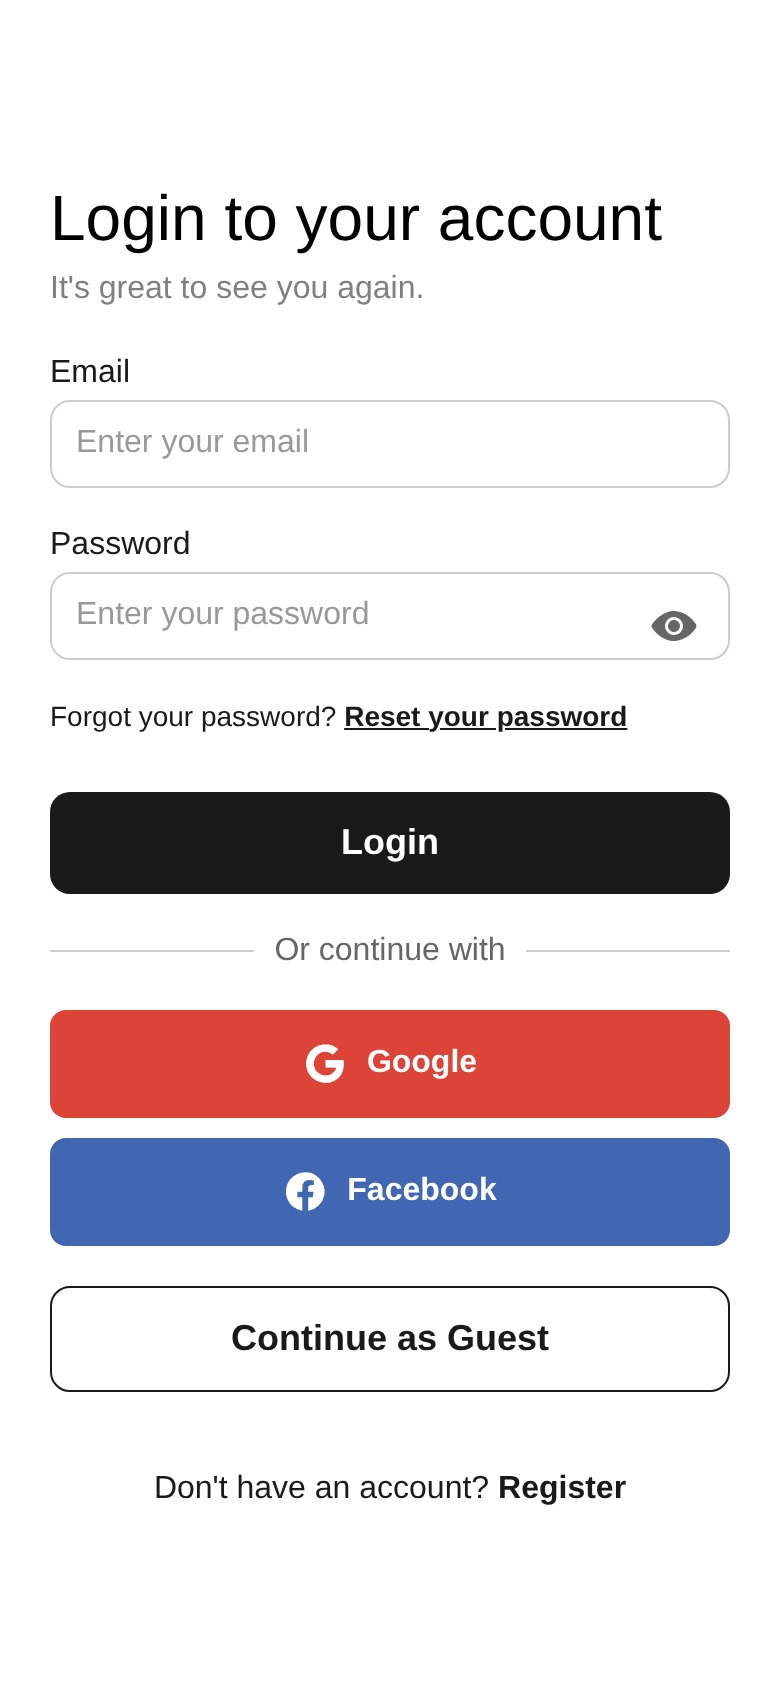 Login to your account
It's great to see you again.
Email
Enter your email
Password
Enter your password
Forgot your password? Reset your password
Login
Or continue with
Google
Facebook
Continue as Guest
Don't have an account? Register